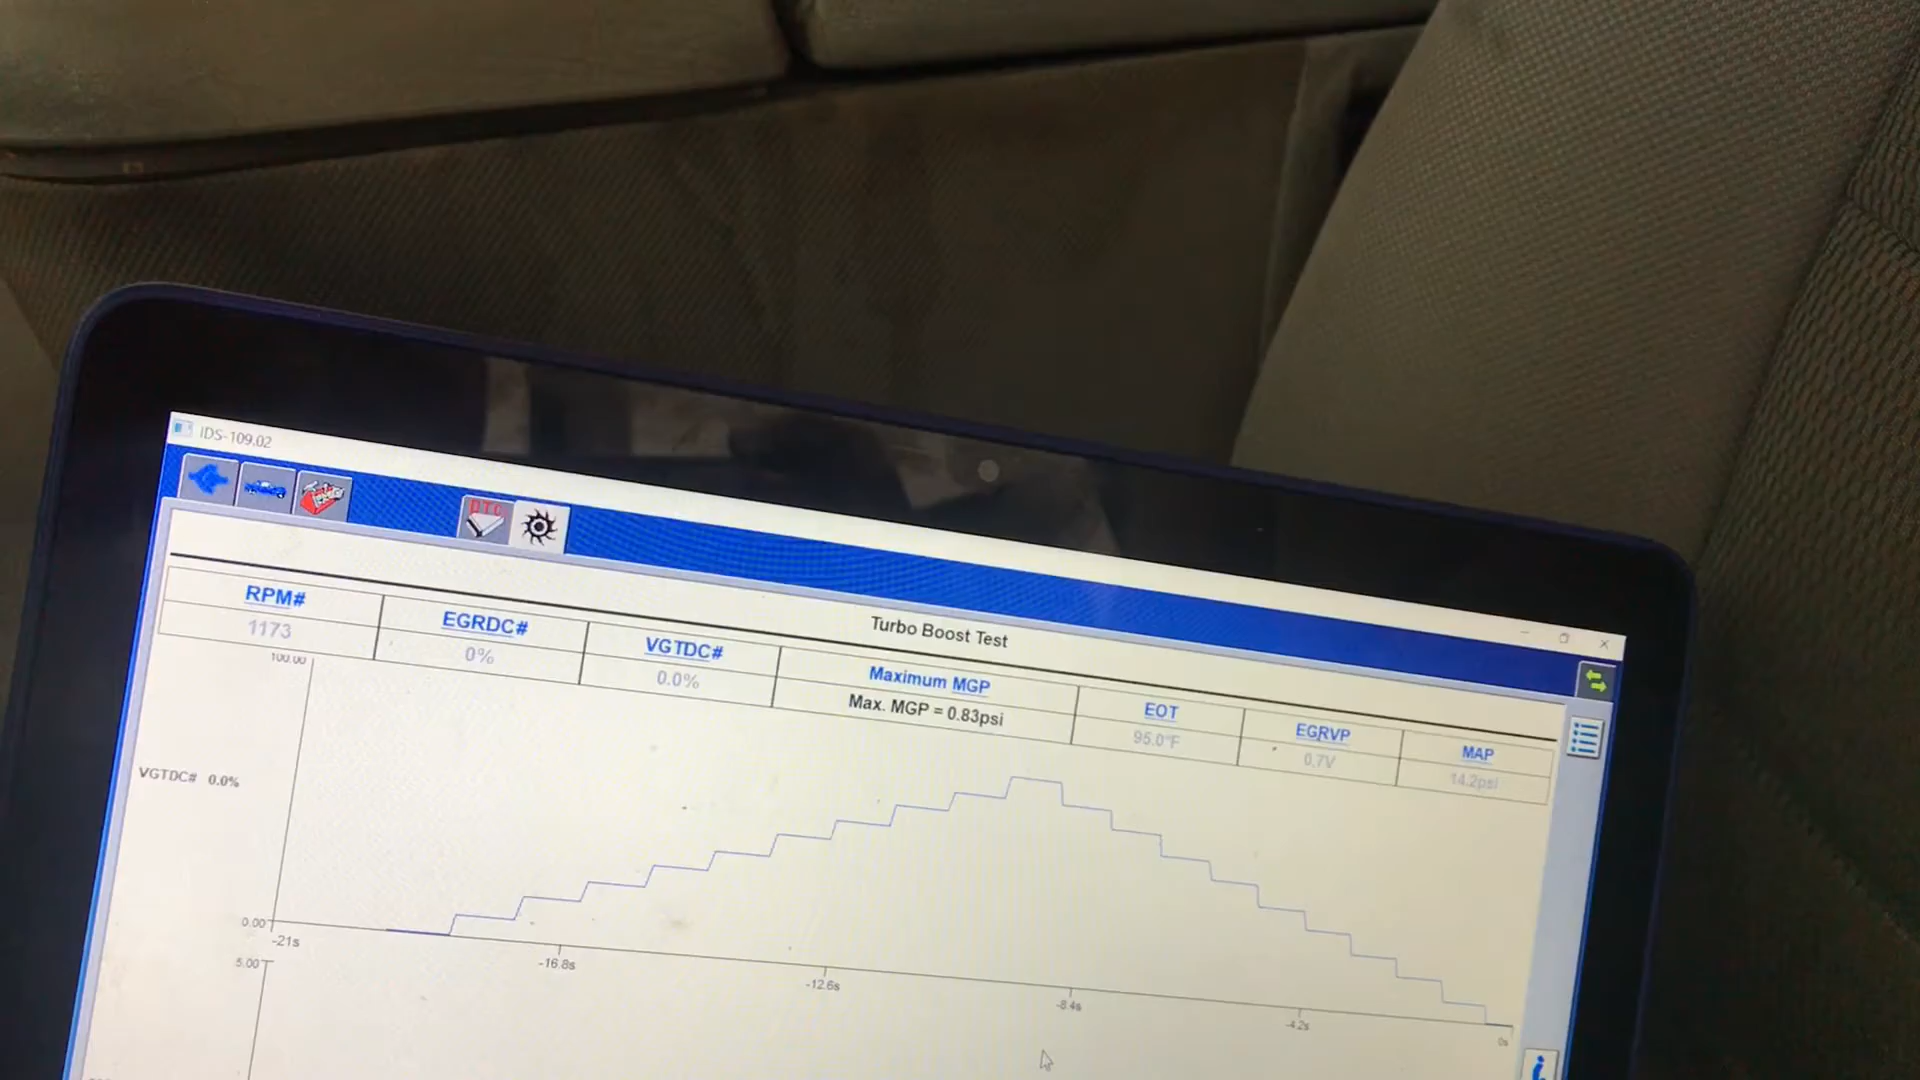 IDS-109.02
DTC
Turbo Boost Test
RPM# EGRDC# VGTDC# Maximum MGP EOT EGRVP MAP
1173 0% 0.0% Max. MGP = 0.83psi 95.0°F 0.7V 14.2psi
100.00
VGTDC# 0.0%
0.00
-21s -16.8s -12.6s -8.4s -4.2s 0s
5.00
i